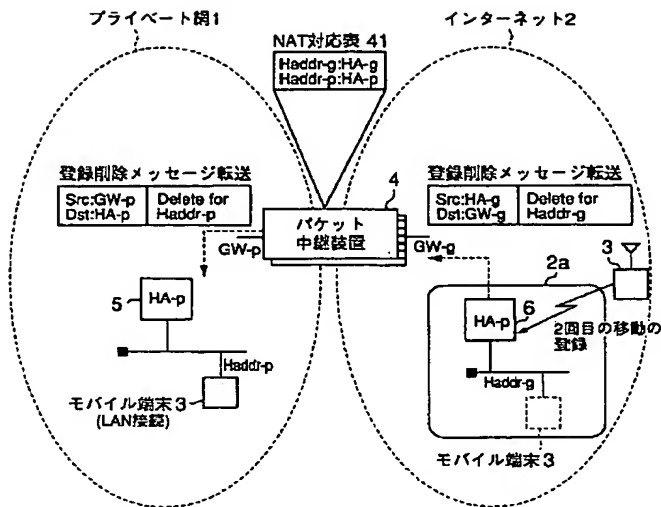 プライベート網1
インターネット2
NAT対応表 41
Haddr-g:HA-g
Haddr-p:HA-p
登録削除メッセージ転送
Src:GW-p
Dst:HA-p
Delete for
Haddr-p
4
パケット
中継装置
GW-p
GW-g
登録削除メッセージ転送
Src:HA-g
Dst:GW-g
Delete for
Haddr-g
3
2a
5
HA-p
Haddr-p
モバイル端末3
(LAN接続)
HA-p
6
2回目の移動の
登録
Haddr-g
モバイル端末3